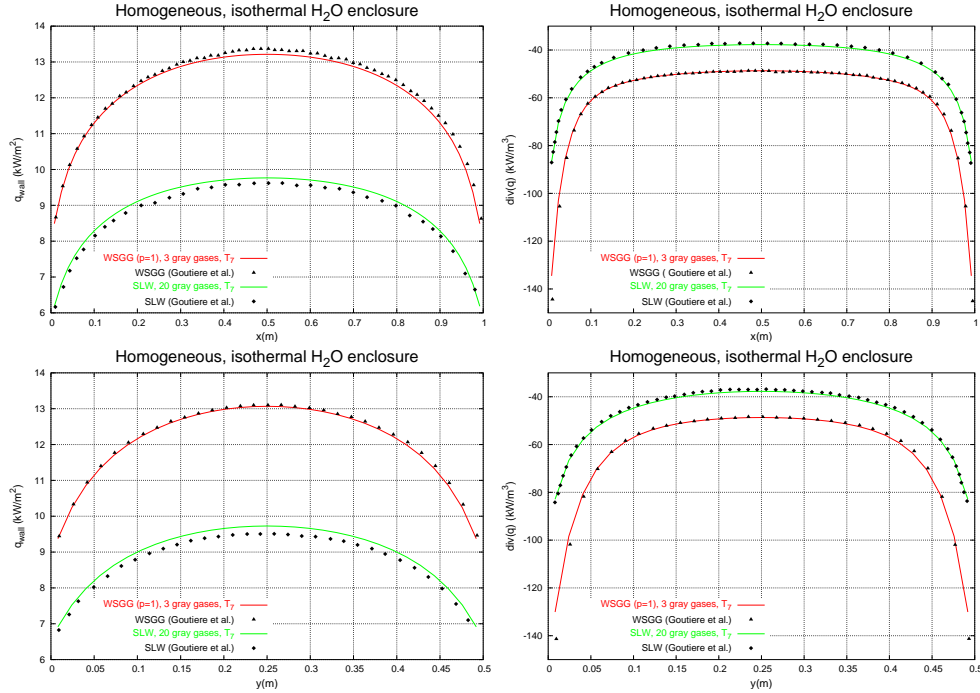 Homogeneous, isothermal H₂O enclosure
14
13
12
11
10
9
8
7
6
q_wall (kW/m²)
WSGG (p=1), 3 gray gases, T₇
WSGG (Goutiere et al.)
SLW, 20 gray gases, T₇
SLW (Goutiere et al.)
0 0.1 0.2 0.3 0.4 0.5 0.6 0.7 0.8 0.9 1
x(m)
Homogeneous, isothermal H₂O enclosure
-40
-60
-80
-100
-120
-140
div(q) (kW/m³)
WSGG (p=1), 3 gray gases, T₇
WSGG ( Goutiere et al.)
SLW, 20 gray gases, T₇
SLW (Goutiere et al.)
0 0.1 0.2 0.3 0.4 0.5 0.6 0.7 0.8 0.9 1
x(m)
Homogeneous, isothermal H₂O enclosure
14
13
12
11
10
9
8
7
6
q_wall (kW/m²)
WSGG (p=1), 3 gray gases, T₇
WSGG (Goutiere et al.)
SLW, 20 gray gases, T₇
SLW (Goutiere et al.)
0 0.05 0.1 0.15 0.2 0.25 0.3 0.35 0.4 0.45 0.5
y(m)
Homogeneous, isothermal H₂O enclosure
-40
-60
-80
-100
-120
-140
div(q) (kW/m³)
WSGG (p=1), 3 gray gases, T₇
WSGG (Goutiere et al.)
SLW, 20 gray gases, T₇
SLW (Goutiere et al.)
0 0.05 0.1 0.15 0.2 0.25 0.3 0.35 0.4 0.45 0.5
y(m)